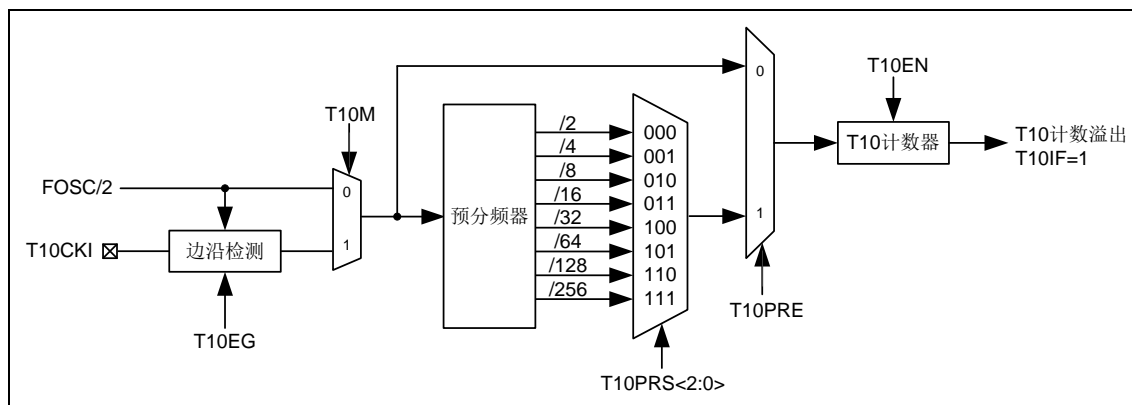 T10M
FOSC/2
T10CKI
边沿检测
T10EG
0
1
预分频器
/2
/4
/8
/16
/32
/64
/128
/256
000
001
010
011
100
101
110
111
T10PRS<2:0>
0
1
T10PRE
T10EN
T10计数器
T10计数溢出
T10IF=1